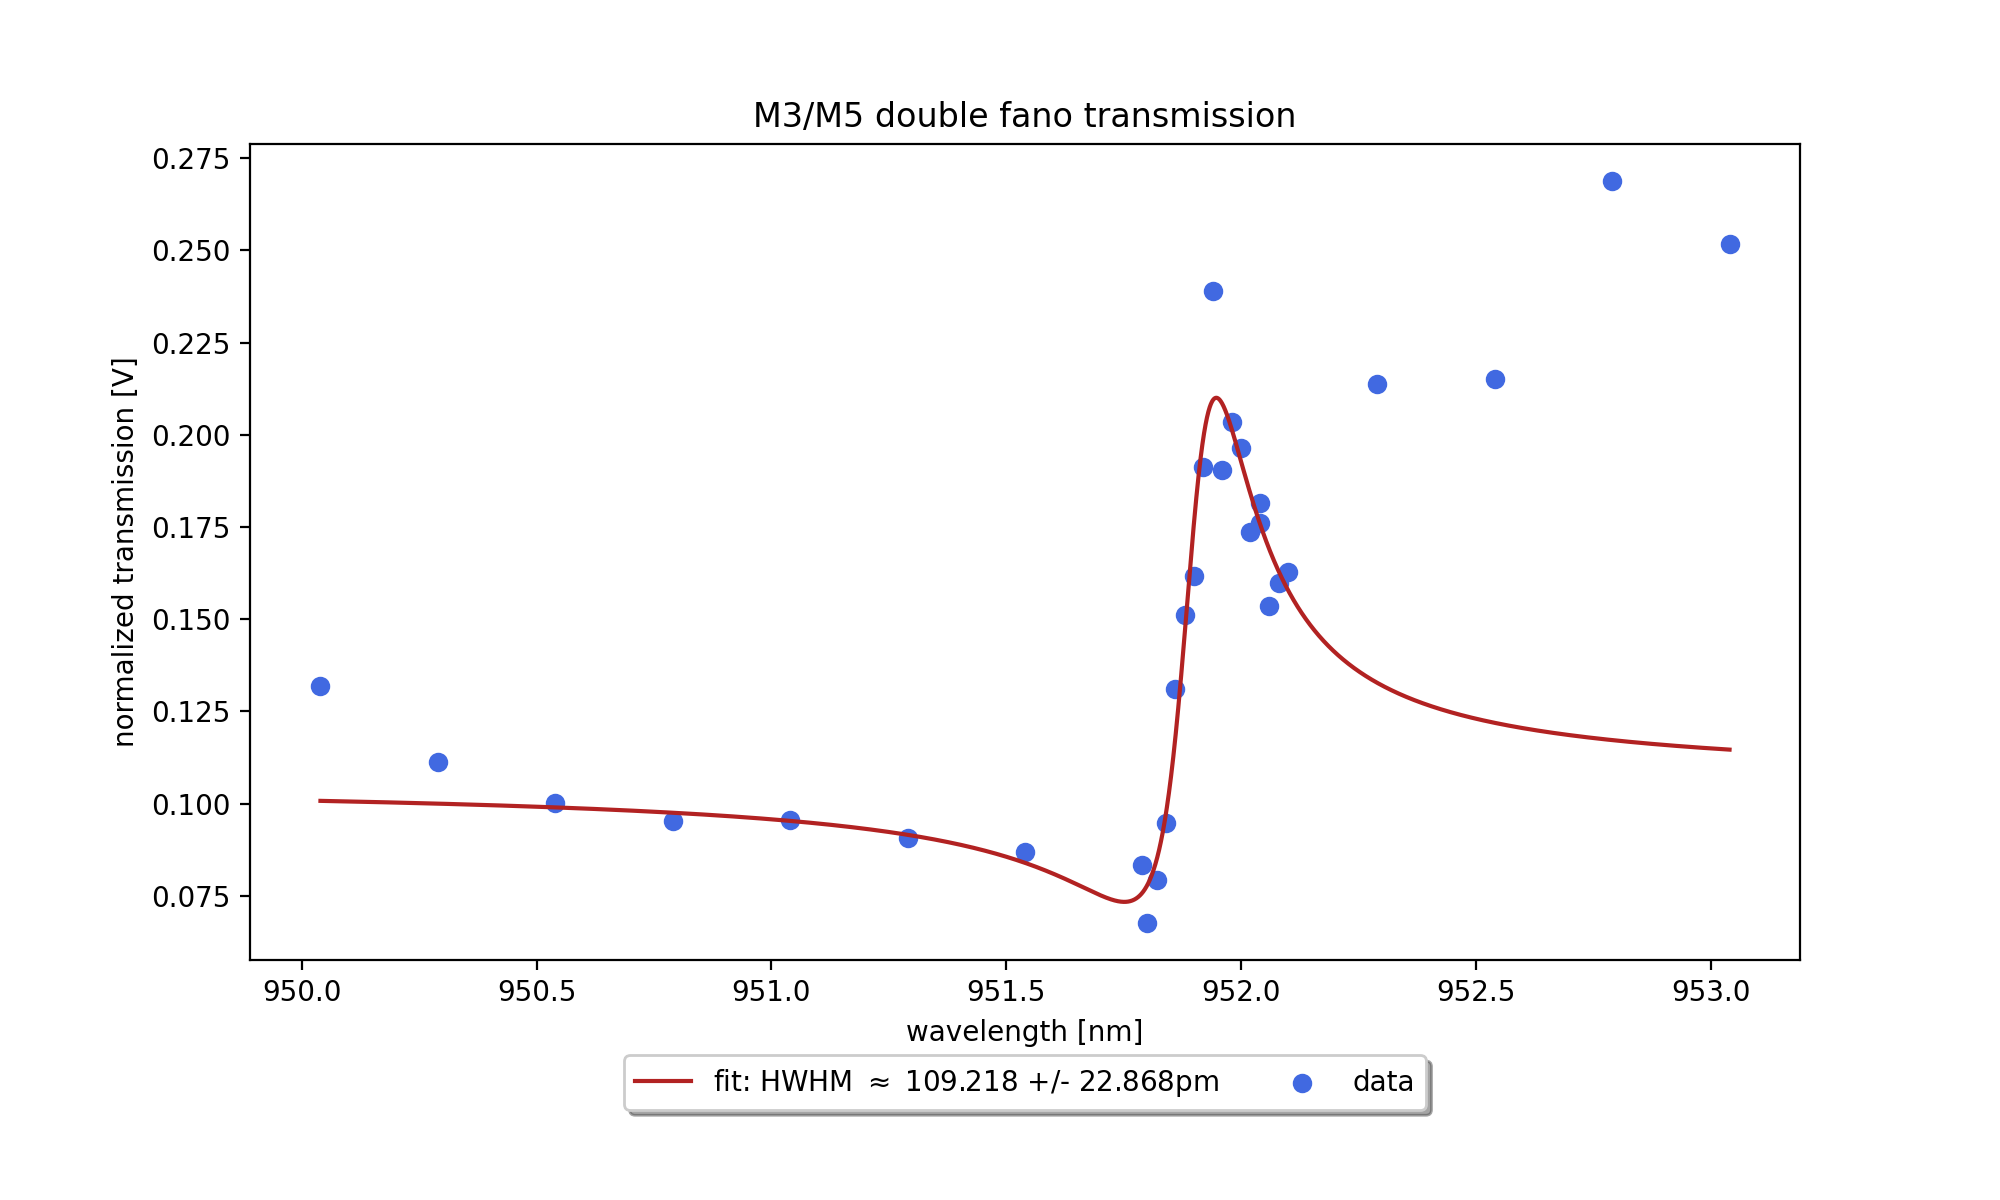 M3/M5 double fano transmission
0.275
0.250
0.225
0.200
0.175
0.150
0.125
0.100
0.075
normalized transmission [V]
950.0 950.5 951.0 951.5 952.0 952.5 953.0
wavelength [nm]
fit: HWHM ≈ 109.218 +/- 22.868pm data